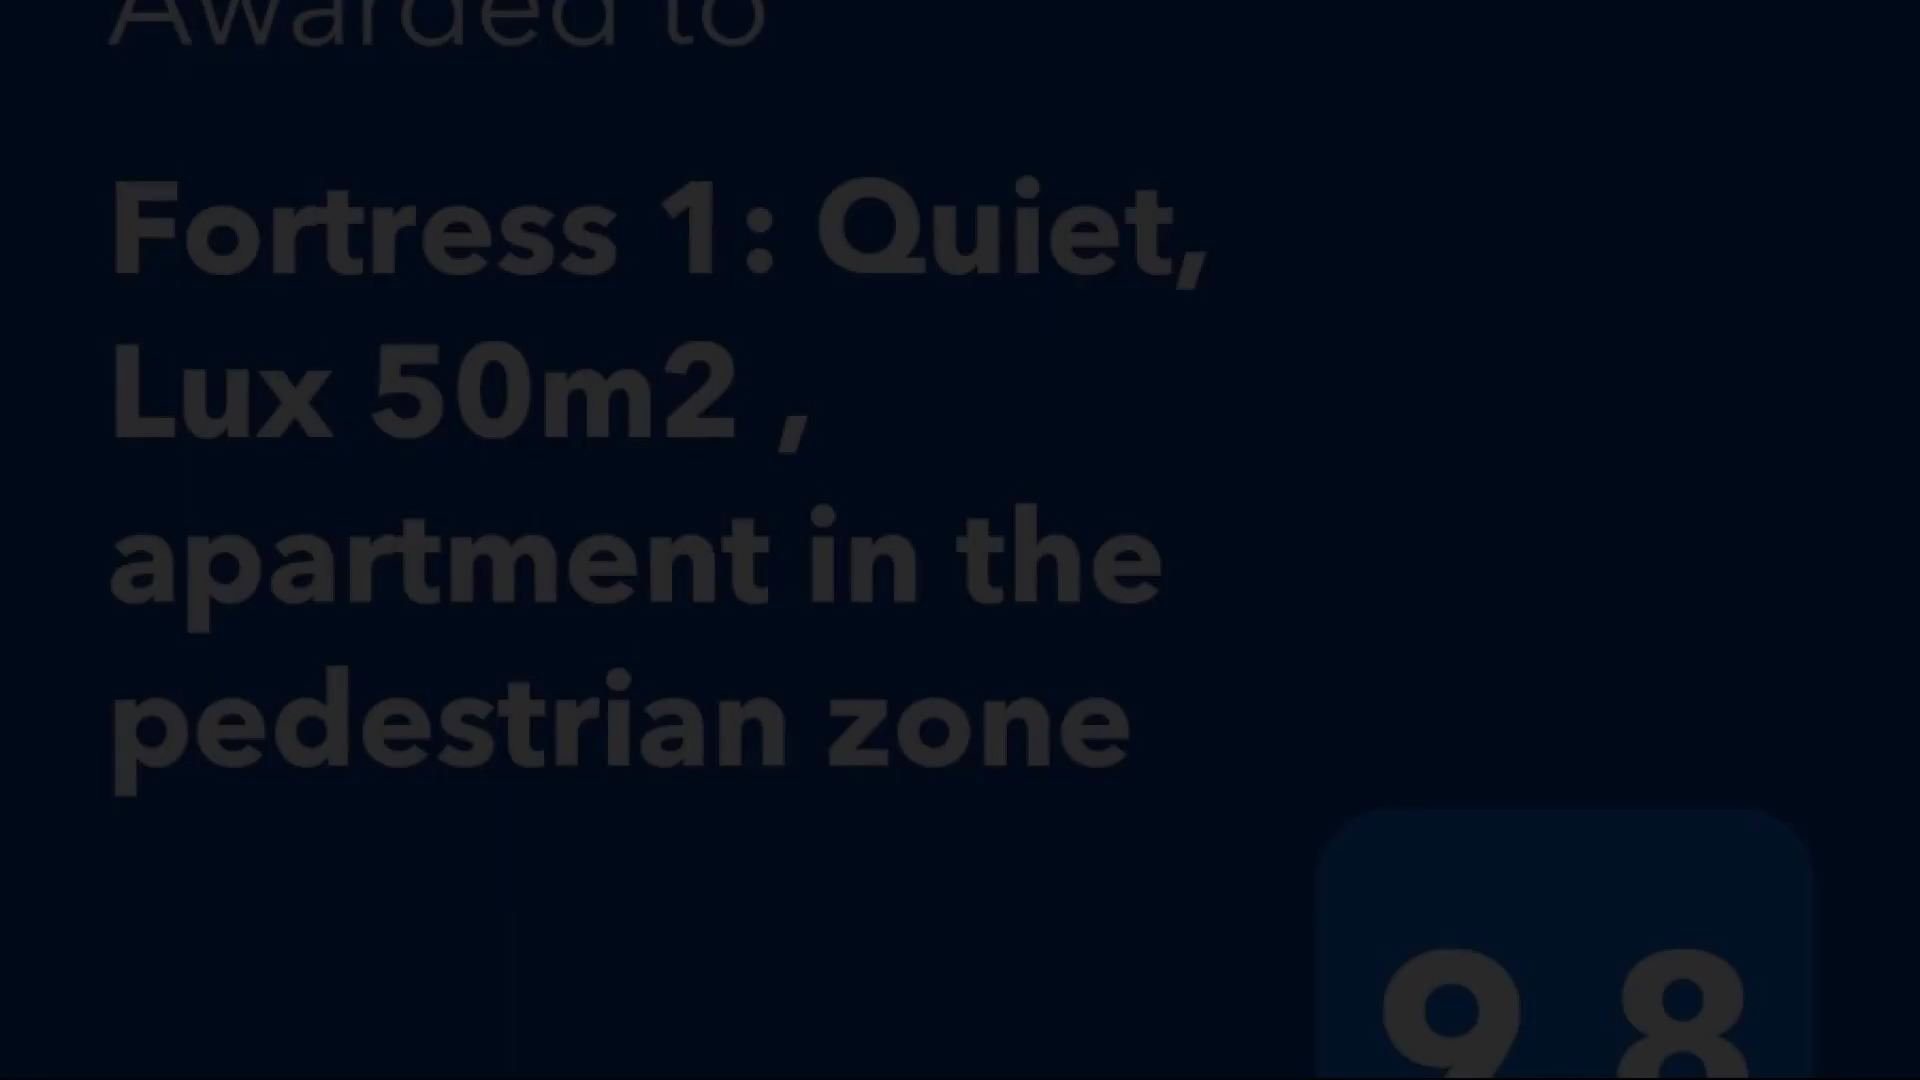 Awarded to
Fortress 1: Quiet,
Lux 50m2 ,
apartment in the
pedestrian zone
9 8